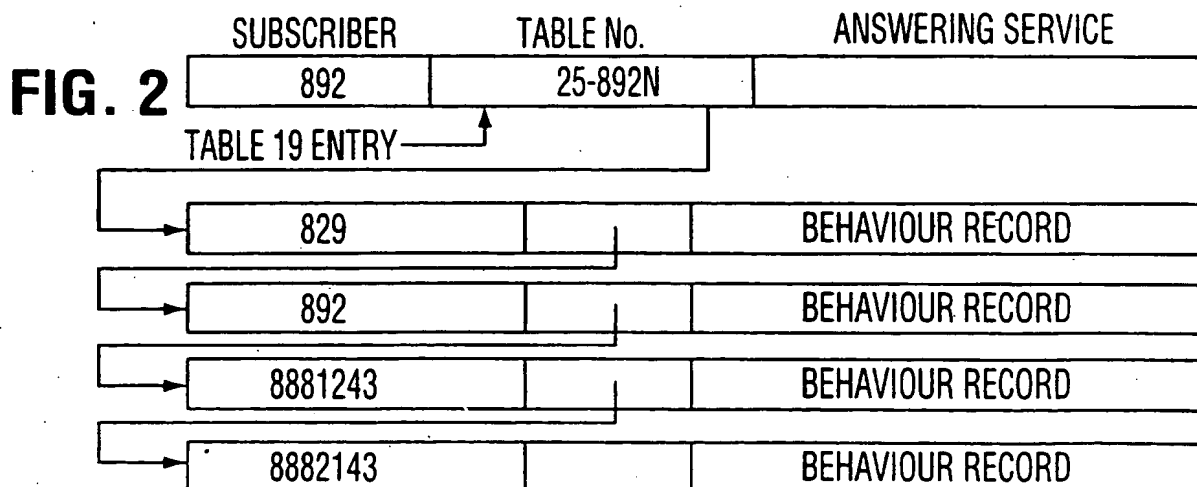 SUBSCRIBER TABLE No. ANSWERING SERVICE
FIG. 2 892 25-892N
TABLE 19 ENTRY
829 BEHAVIOUR RECORD
892 BEHAVIOUR RECORD
8881243 BEHAVIOUR RECORD
8882143 BEHAVIOUR RECORD